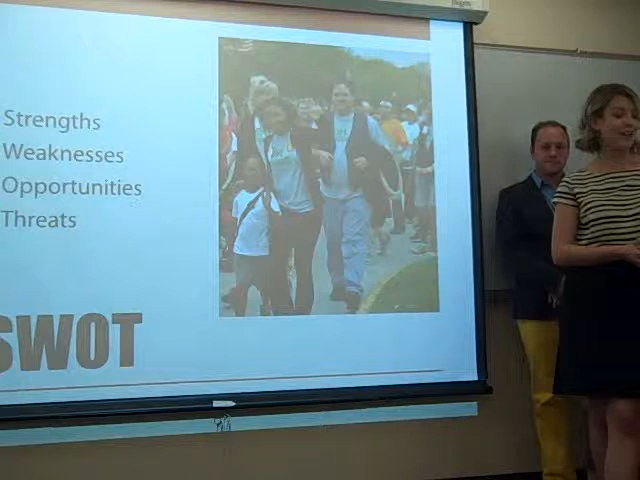 Strengths
Weaknesses
Opportunities
Threats
SWOT